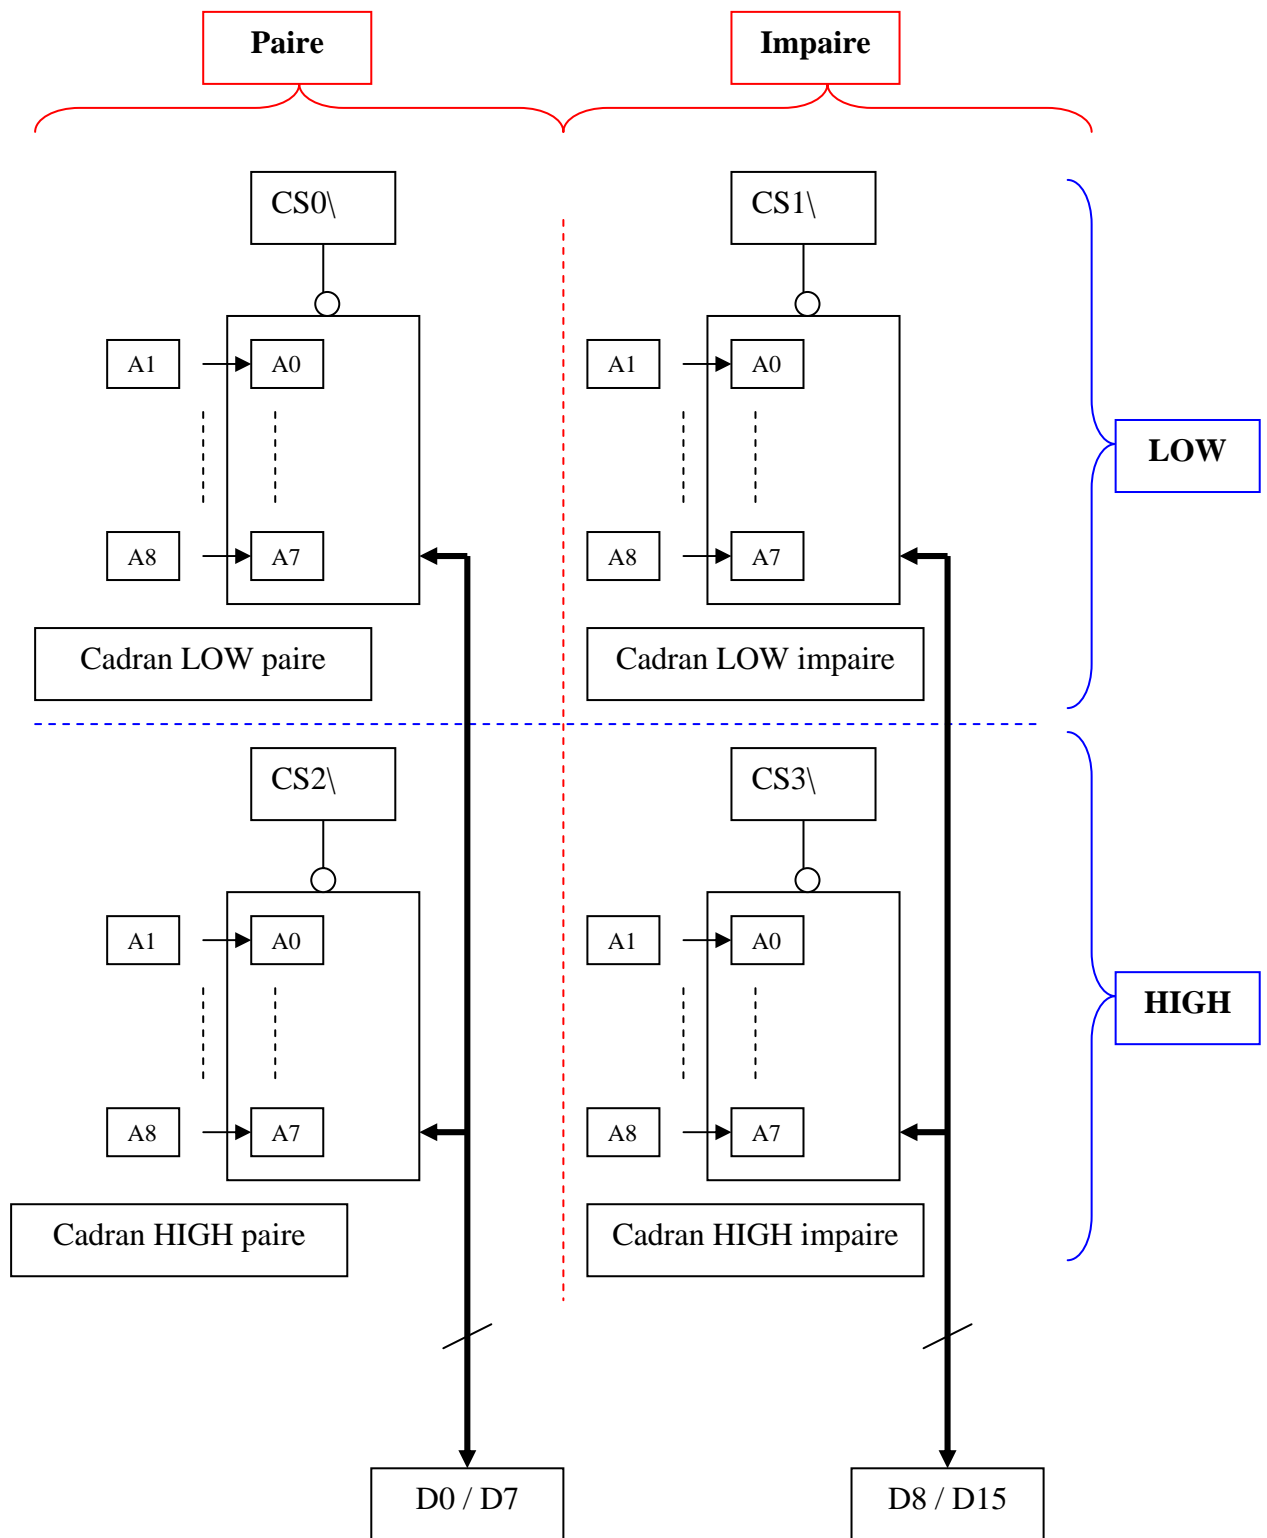 Paire
Impaire
CS0\
CS1\
A1
A0
A1
A0
LOW
A8
A7
A8
A7
Cadran LOW paire
Cadran LOW impaire
CS2\
CS3\
A1
A0
A1
A0
HIGH
A8
A7
A8
A7
Cadran HIGH paire
Cadran HIGH impaire
D0 / D7
D8 / D15